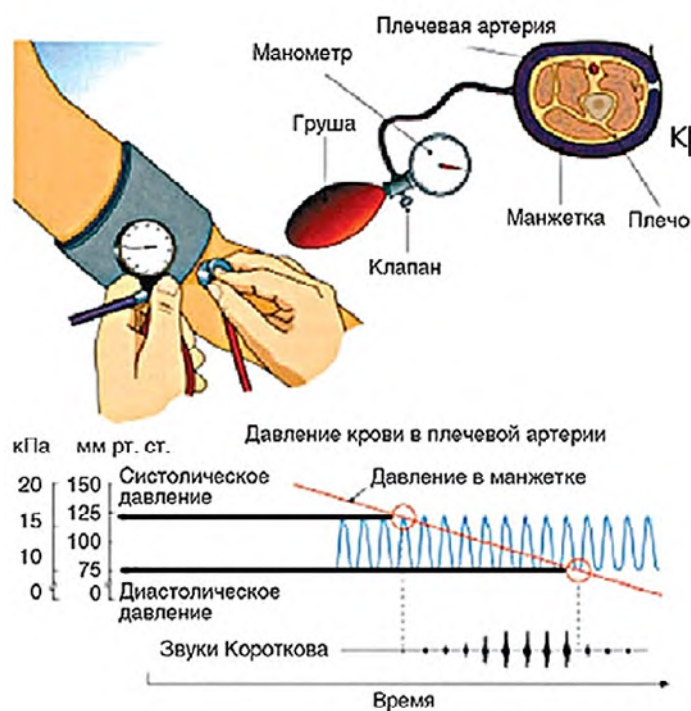 Плечевая артерия
Манометр
Груша
Манжетка
Плечо
Клапан
Давление крови в плечевой артерии
кПа мм рт. ст.
Систолическое
давление
Давление в манжетке
20 150
15 125
10 100
75
0 0
Диастолическое
давление
Звуки Короткова
Время